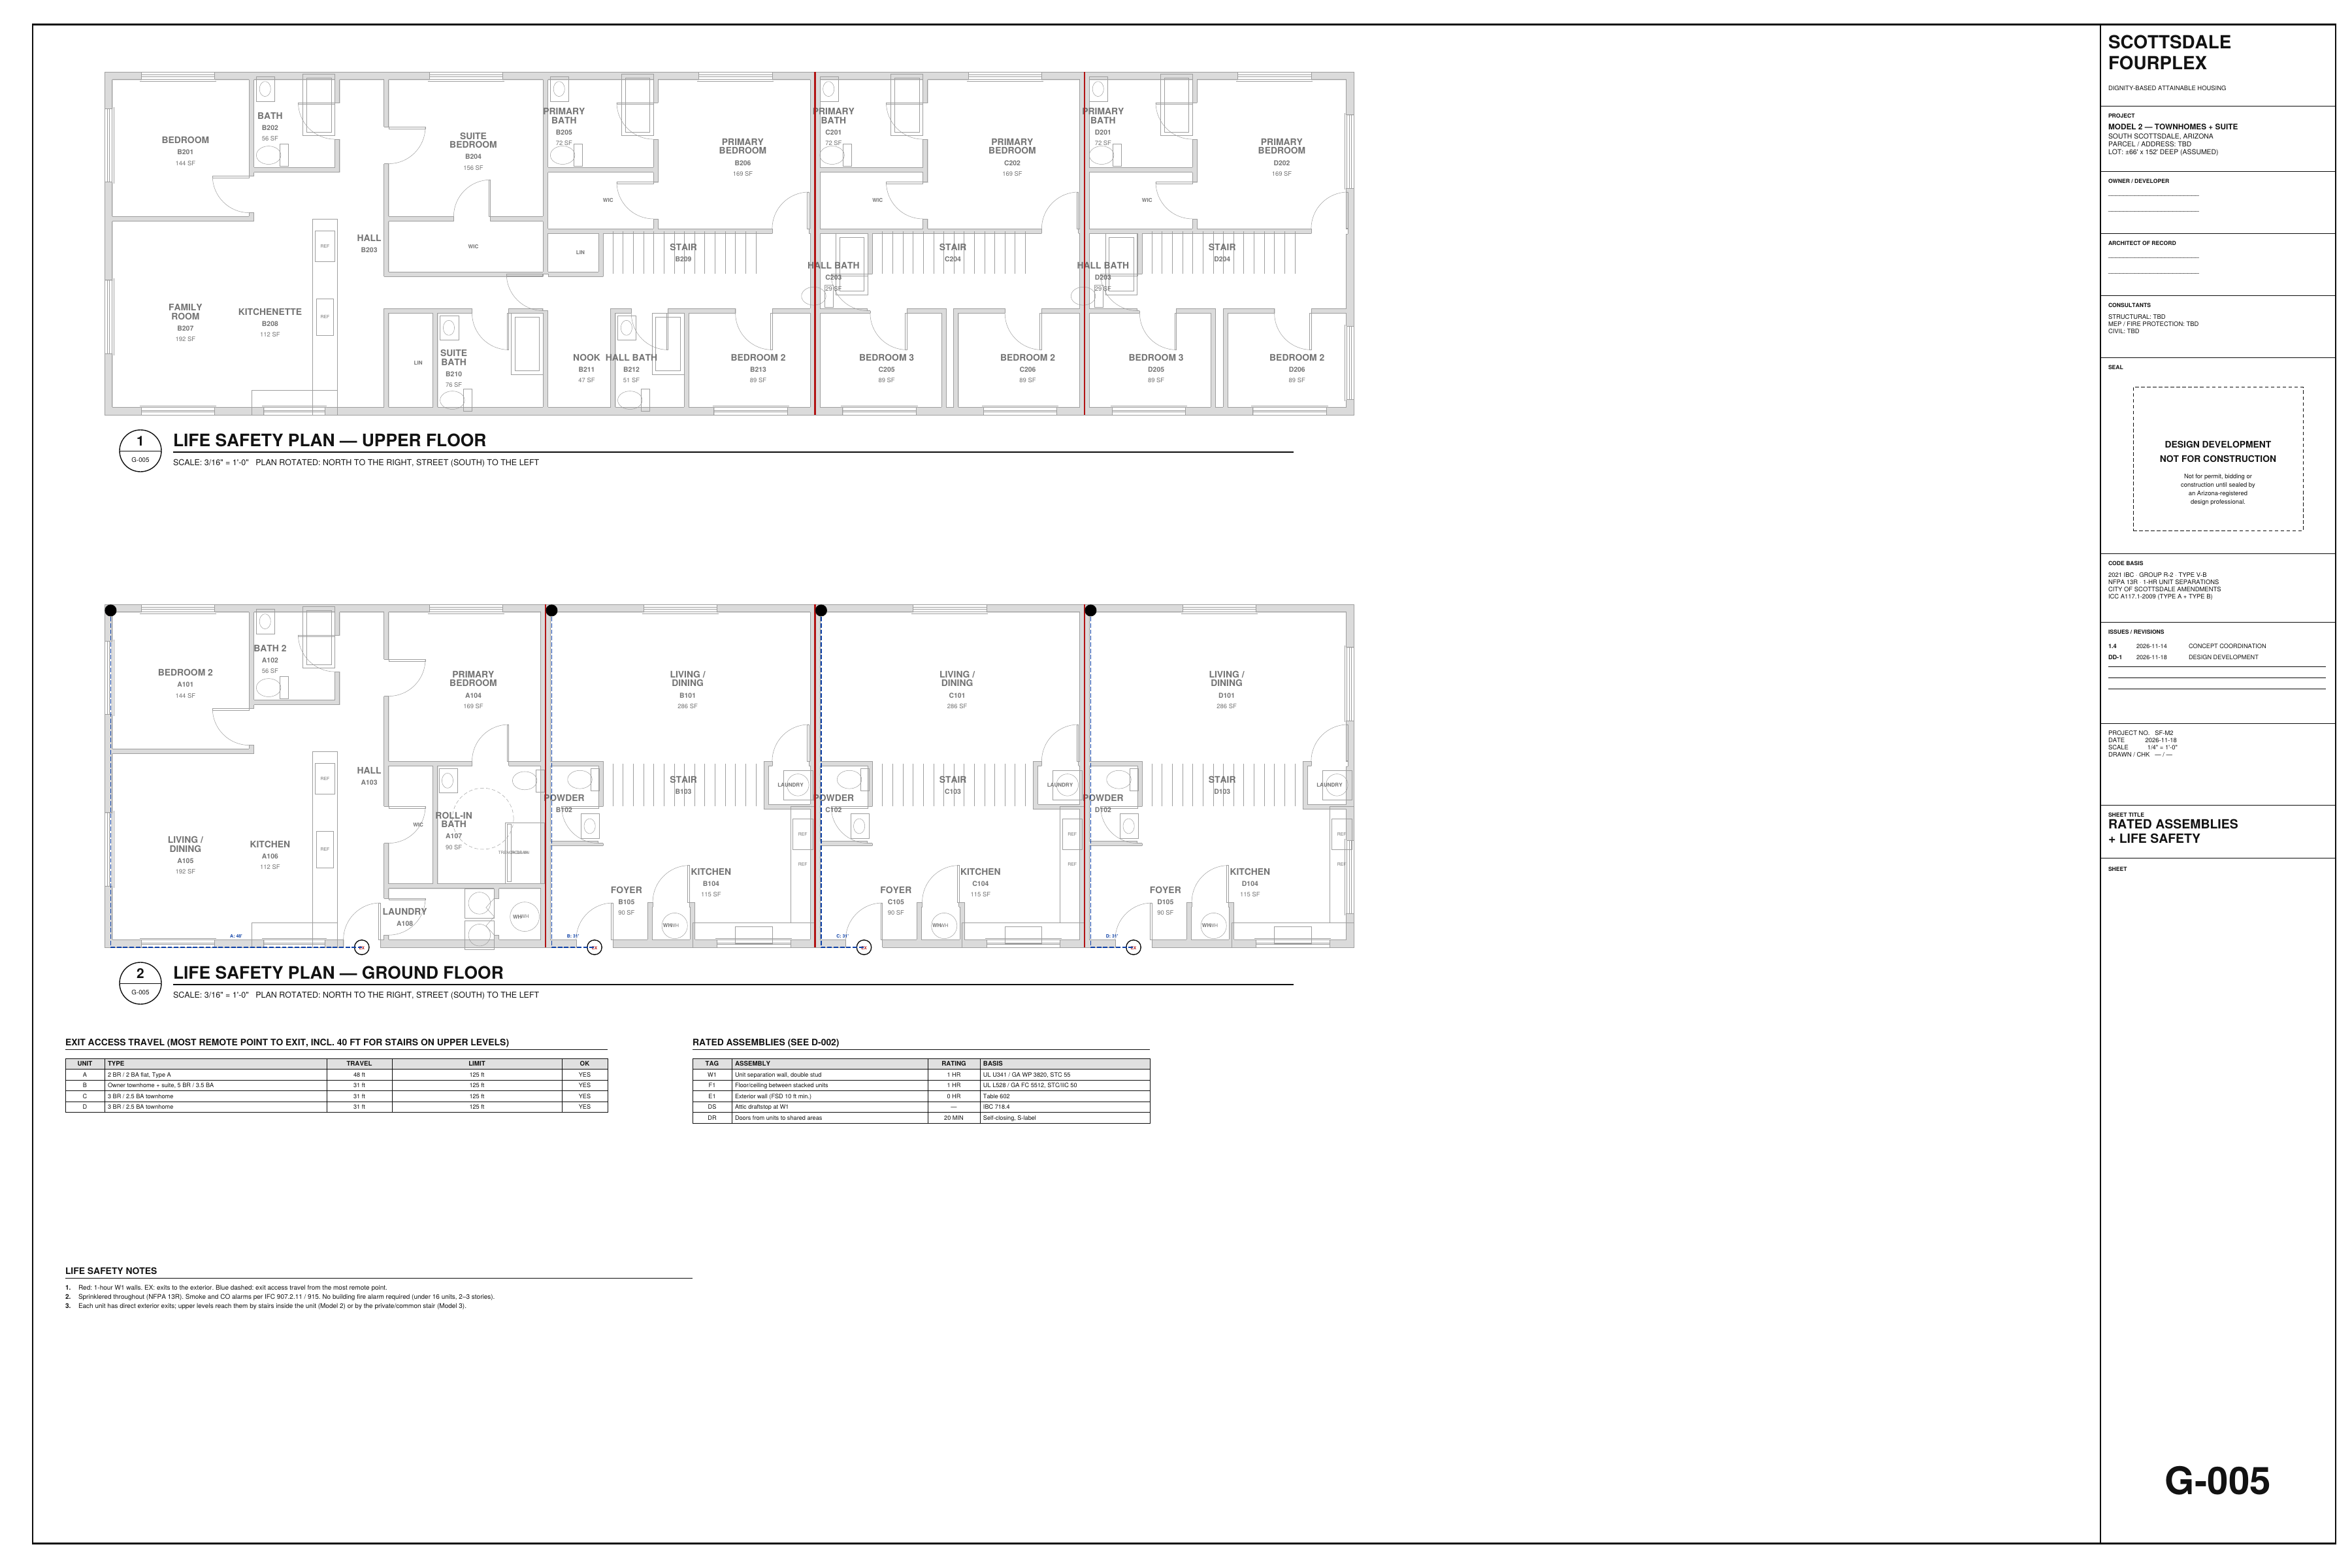 BEDROOM
B201
144 SF
BATH
B202
56 SF
SUITE
BEDROOM
B204
156 SF
PRIMARY
BATH
B205
72 SF
PRIMARY
BEDROOM
B206
169 SF
PRIMARY
BATH
C201
72 SF
PRIMARY
BEDROOM
C202
169 SF
PRIMARY
BATH
D201
72 SF
PRIMARY
BEDROOM
D202
169 SF
WIC
WIC
WIC
HALL
B203
REF
WIC
LIN
STAIR
B209
HALL BATH
C203
29 SF
STAIR
C204
HALL BATH
D203
29 SF
STAIR
D204
FAMILY
ROOM
B207
192 SF
KITCHENETTE
B208
112 SF
REF
LIN
SUITE
BATH
B210
76 SF
NOOK
B211
47 SF
HALL BATH
B212
51 SF
BEDROOM 2
B213
89 SF
BEDROOM 3
C205
89 SF
BEDROOM 2
C206
89 SF
BEDROOM 3
D205
89 SF
BEDROOM 2
D206
89 SF
1
G-005
LIFE SAFETY PLAN — UPPER FLOOR
SCALE: 3/16" = 1'-0" PLAN ROTATED: NORTH TO THE RIGHT, STREET (SOUTH) TO THE LEFT
BEDROOM 2
A101
144 SF
BATH 2
A102
56 SF
PRIMARY
BEDROOM
A104
169 SF
LIVING /
DINING
B101
286 SF
LIVING /
DINING
C101
286 SF
LIVING /
DINING
D101
286 SF
HALL
A103
REF
STAIR
B103
LAUNDRY
STAIR
C103
LAUNDRY
STAIR
D103
LAUNDRY
POWDER
B102
POWDER
C102
POWDER
D102
WIC
ROLL-IN
BATH
A107
90 SF
LIVING /
DINING
A105
192 SF
KITCHEN
A106
112 SF
REF
REF
REF
REF
REF
REF
REF
FOYER
B105
90 SF
KITCHEN
B104
115 SF
FOYER
C105
90 SF
KITCHEN
C104
115 SF
FOYER
D105
90 SF
KITCHEN
D104
115 SF
LAUNDRY
A108
WH
WH
WH
WH
A: 48'
EX
B: 31'
EX
C: 31'
EX
D: 31'
EX
2
G-005
LIFE SAFETY PLAN — GROUND FLOOR
SCALE: 3/16" = 1'-0" PLAN ROTATED: NORTH TO THE RIGHT, STREET (SOUTH) TO THE LEFT
EXIT ACCESS TRAVEL (MOST REMOTE POINT TO EXIT, INCL. 40 FT FOR STAIRS ON UPPER LEVELS)
UNIT TYPE TRAVEL LIMIT OK
A 2 BR / 2 BA flat, Type A 48 ft 125 ft YES
B Owner townhome + suite, 5 BR / 3.5 BA 31 ft 125 ft YES
C 3 BR / 2.5 BA townhome 31 ft 125 ft YES
D 3 BR / 2.5 BA townhome 31 ft 125 ft YES
RATED ASSEMBLIES (SEE D-002)
TAG ASSEMBLY RATING BASIS
W1 Unit separation wall, double stud 1 HR UL U341 / GA WP 3820, STC 55
F1 Floor/ceiling between stacked units 1 HR UL L528 / GA FC 5512, STC/IIC 50
E1 Exterior wall (FSD 10 ft min.) 0 HR Table 602
DS Attic draftstop at W1 — IBC 718.4
DR Doors from units to shared areas 20 MIN Self-closing, S-label
LIFE SAFETY NOTES
1. Red: 1-hour W1 walls. EX: exits to the exterior. Blue dashed: exit access travel from the most remote point.
2. Sprinklered throughout (NFPA 13R). Smoke and CO alarms per IFC 907.2.11 / 915. No building fire alarm required (under 16 units, 2–3 stories).
3. Each unit has direct exterior exits; upper levels reach them by stairs inside the unit (Model 2) or by the private/common stair (Model 3).
SCOTTSDALE
FOURPLEX
DIGNITY-BASED ATTAINABLE HOUSING
PROJECT
MODEL 2 — TOWNHOMES + SUITE
SOUTH SCOTTSDALE, ARIZONA
PARCEL / ADDRESS: TBD
LOT: ±66' x 152' DEEP (ASSUMED)
OWNER / DEVELOPER
ARCHITECT OF RECORD
CONSULTANTS
STRUCTURAL: TBD
MEP / FIRE PROTECTION: TBD
CIVIL: TBD
SEAL
DESIGN DEVELOPMENT
NOT FOR CONSTRUCTION
Not for permit, bidding or
construction until sealed by
an Arizona-registered
design professional.
CODE BASIS
2021 IBC · GROUP R-2 · TYPE V-B
NFPA 13R · 1-HR UNIT SEPARATIONS
CITY OF SCOTTSDALE AMENDMENTS
ICC A117.1-2009 (TYPE A + TYPE B)
ISSUES / REVISIONS
1.4 2026-11-14 CONCEPT COORDINATION
DD-1 2026-11-18 DESIGN DEVELOPMENT
PROJECT NO. SF-M2
DATE 2026-11-18
SCALE 1/4" = 1'-0"
DRAWN / CHK — / —
SHEET TITLE
RATED ASSEMBLIES
+ LIFE SAFETY
SHEET
G-005